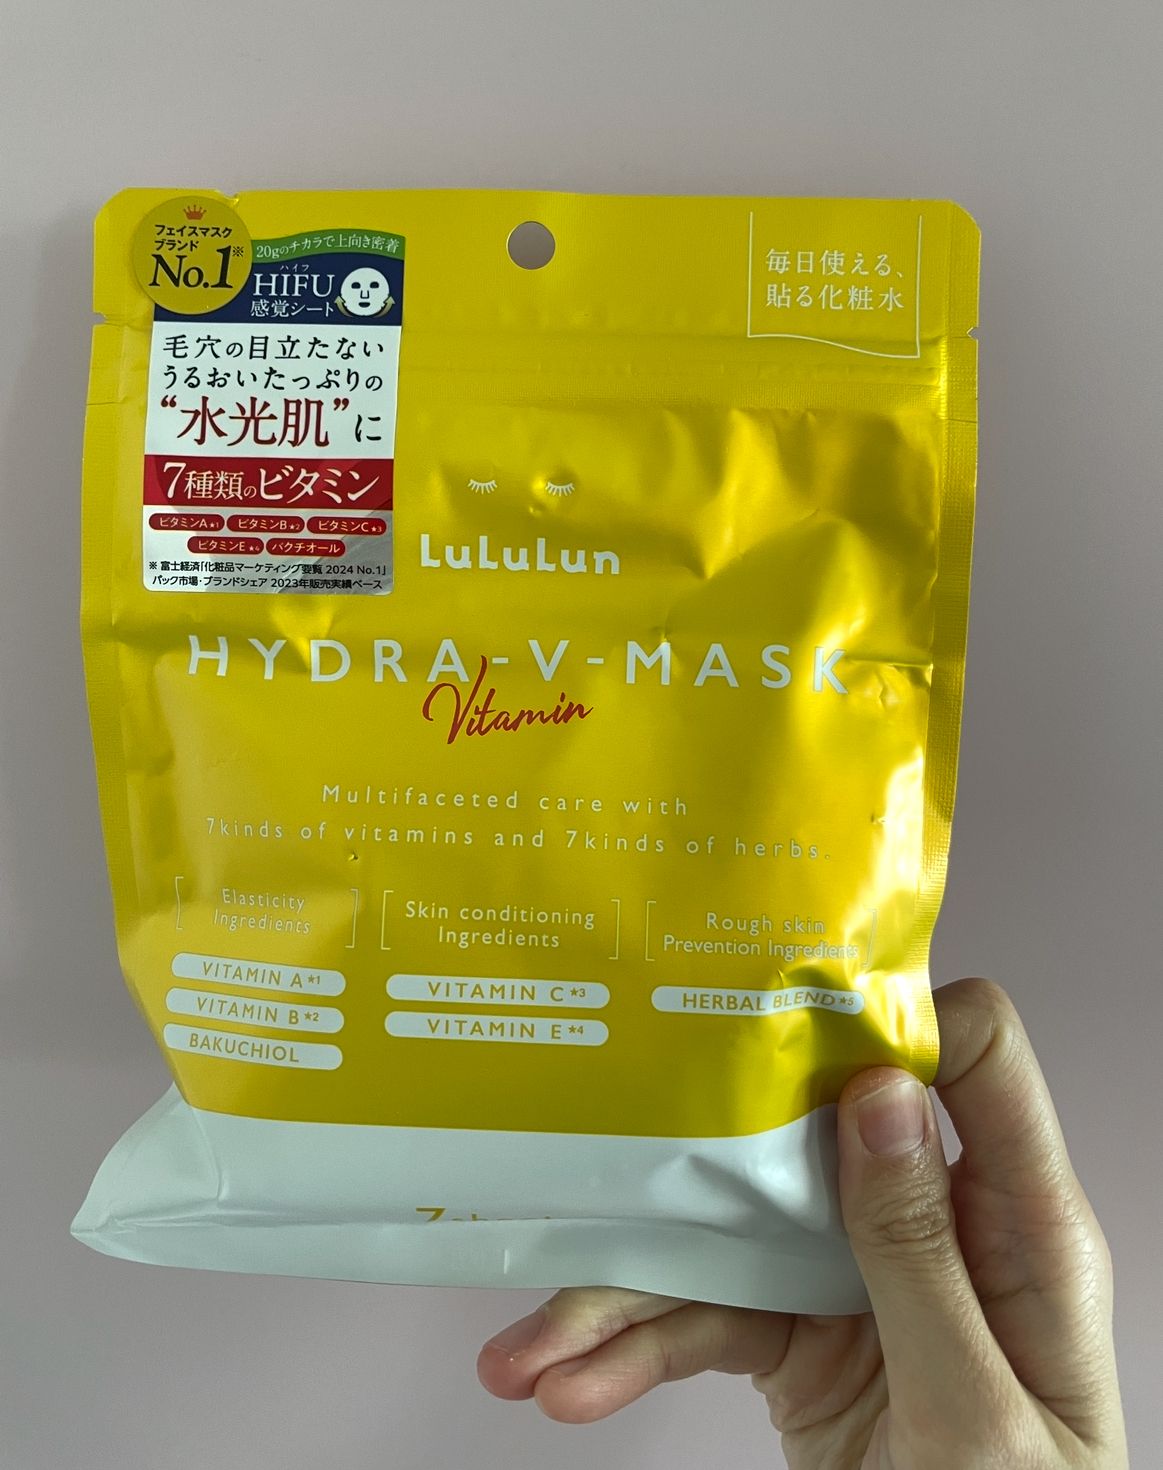 フェイスマスク
ブランド
No.1※
20gのチカラで上向き密着
ハイフ
HIFU
感覚シート
毛穴の目立たない
うるおいたっぷりの
“水光肌”に
7種類のビタミン
ビタミンA★1 ビタミンB★2 ビタミンC★3
ビタミンE★4 バクチオール
※ 富士経済「化粧品マーケティング要覧 2024 No.1」
パック市場・ブランドシェア 2023年販売実績ベース
毎日使える、
貼る化粧水
LuLuLun
HYDRA-V-MASK
Vitamin
Multifaceted care with
7kinds of vitamins and 7kinds of herbs.
Elasticity
Ingredients
VITAMIN A★1
VITAMIN B★2
BAKUCHIOL
Skin conditioning
Ingredients
VITAMIN C★3
VITAMIN E★4
Rough skin
Prevention Ingredients
HERBAL BLEND★5
7